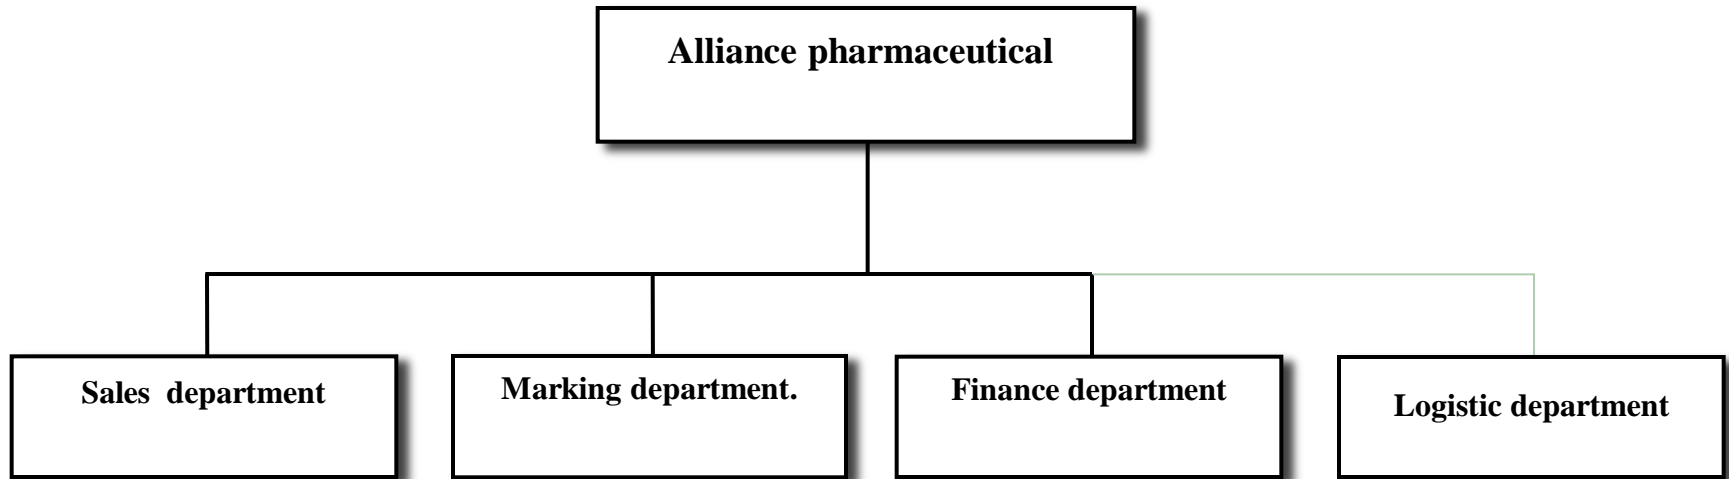 Alliance pharmaceutical
Sales  department
Marking department.
Finance department
Logistic department